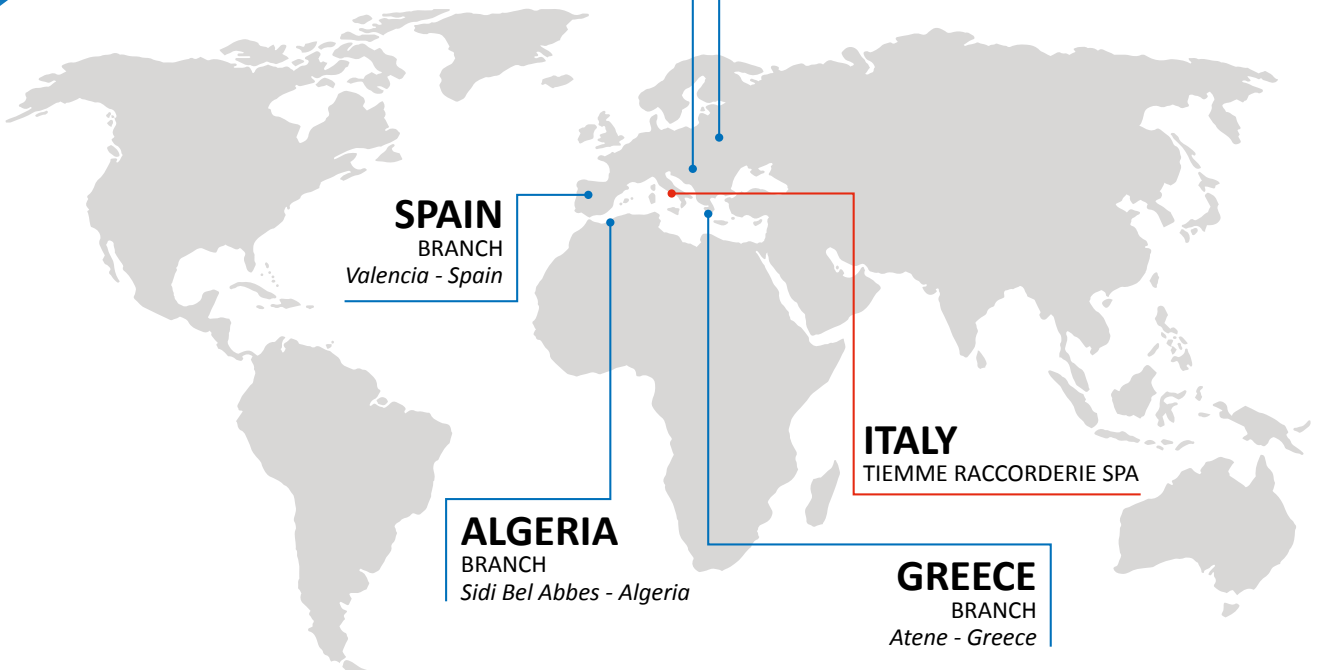 SPAIN
BRANCH
Valencia - Spain
ITALY
TIEMME RACCORDERIE SPA
ALGERIA
BRANCH
Sidi Bel Abbes - Algeria
GREECE
BRANCH
Atene - Greece